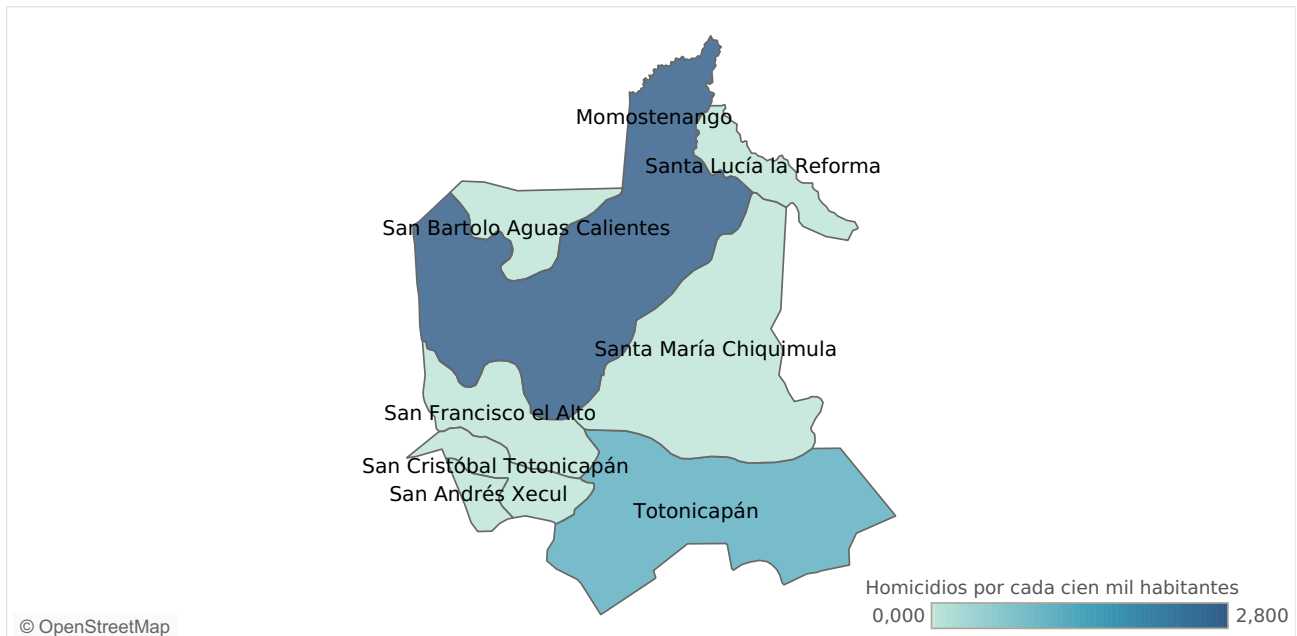 Momostenango
Santa Lucía la Reforma
San Bartolo Aguas Calientes
Santa María Chiquimula
San Francisco el Alto
San Cristóbal Totonicapán
San Andrés Xecul
Totonicapán
Homicidios por cada cien mil habitantes
0,000 2,800
© OpenStreetMap